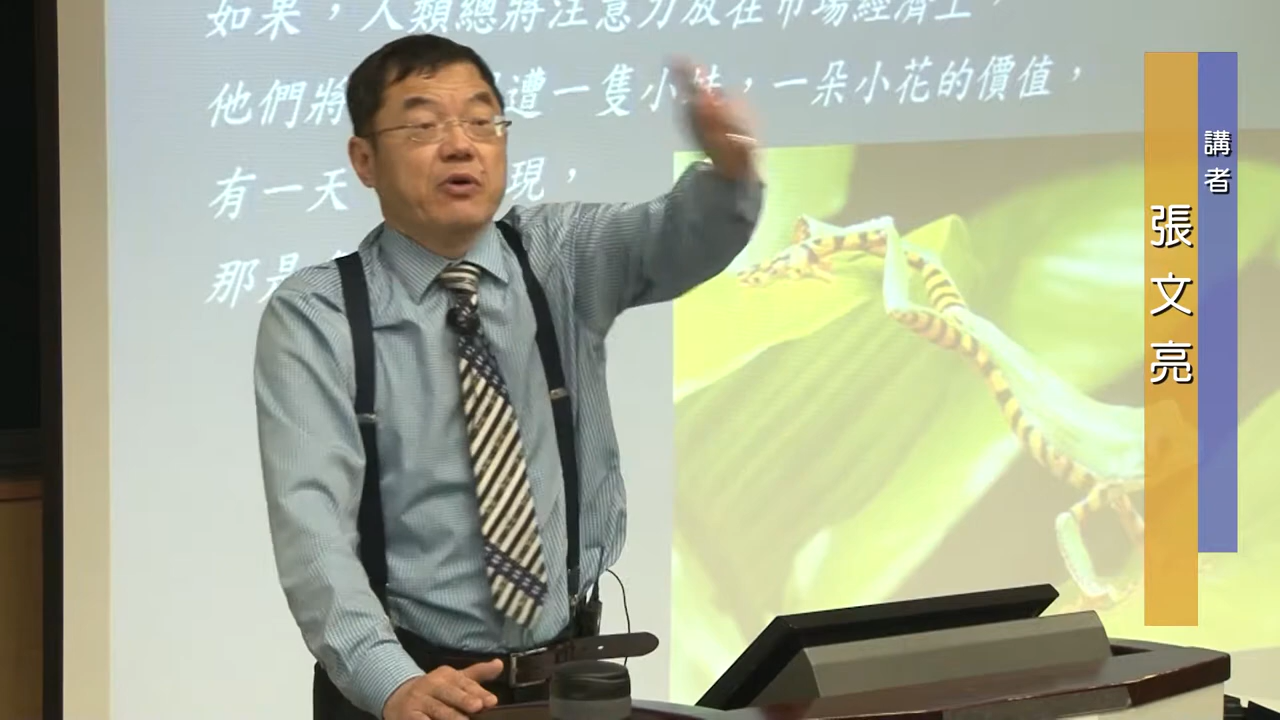 如果，人類總將注意力放在市場經濟上，
他們將 遭一隻小蛙，一朵小花的價值，
有一天 現，
那是
講者
張文亮